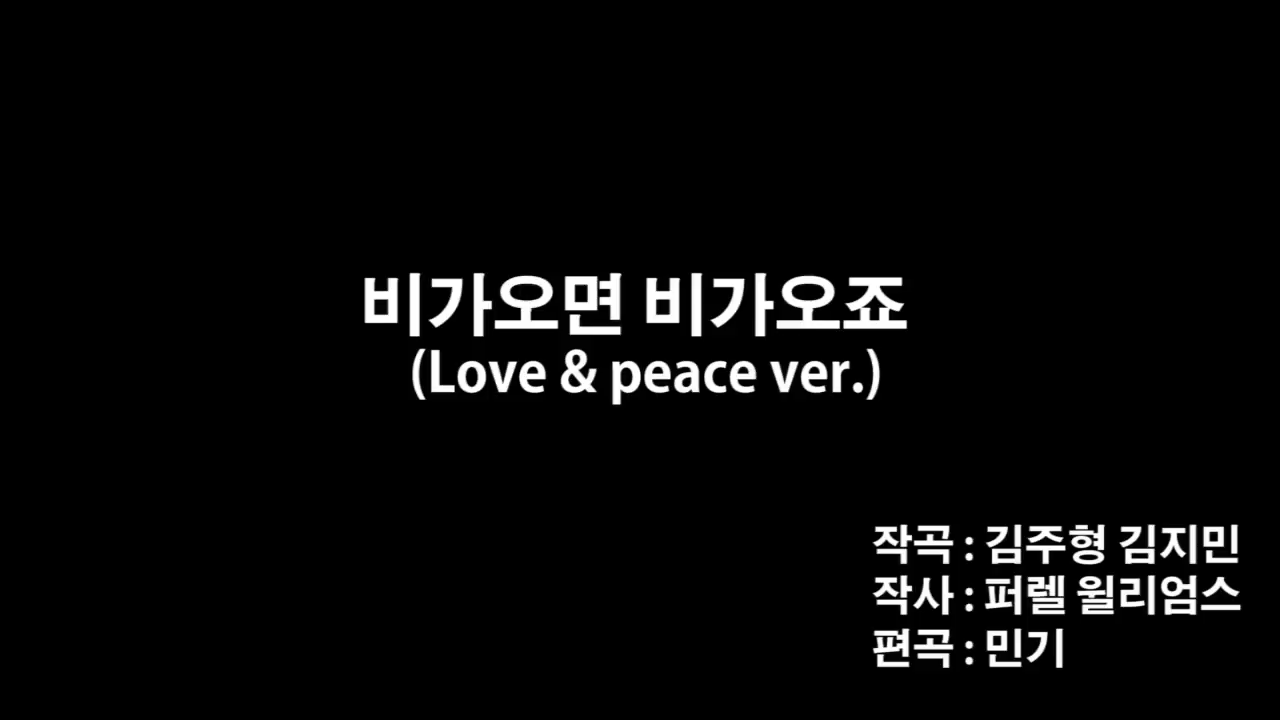 비가오면 비가오죠
(Love & peace ver.)
작곡 : 김주형 김지민
작사 : 퍼렐 윌리엄스
편곡 : 민기